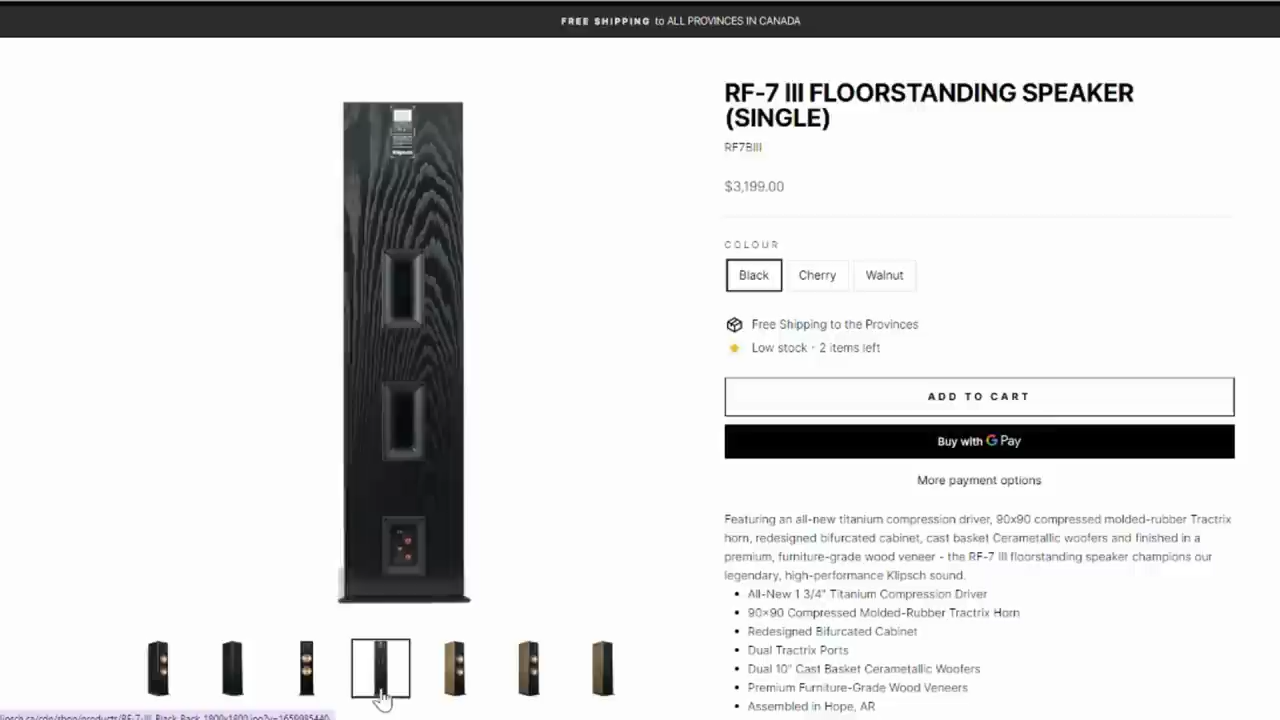 FREE SHIPPING to ALL PROVINCES IN CANADA
RF-7 III FLOORSTANDING SPEAKER
(SINGLE)
RF7BIII
$3,199.00
COLOUR
Black
Cherry
Walnut
Free Shipping to the Provinces
Low stock - 2 items left
ADD TO CART
Buy with G Pay
More payment options
Featuring an all-new titanium compression driver, 90x90 compressed molded-rubber Tractrix
horn, redesigned bifurcated cabinet, cast basket Cerametallic woofers and finished in a
premium, furniture-grade wood veneer - the RF-7 III floorstanding speaker champions our
legendary, high-performance Klipsch sound.
• All-New 1 3/4" Titanium Compression Driver
• 90×90 Compressed Molded-Rubber Tractrix Horn
• Redesigned Bifurcated Cabinet
• Dual Tractrix Ports
• Dual 10" Cast Basket Cerametallic Woofers
• Premium Furniture-Grade Wood Veneers
• Assembled in Hope, AR